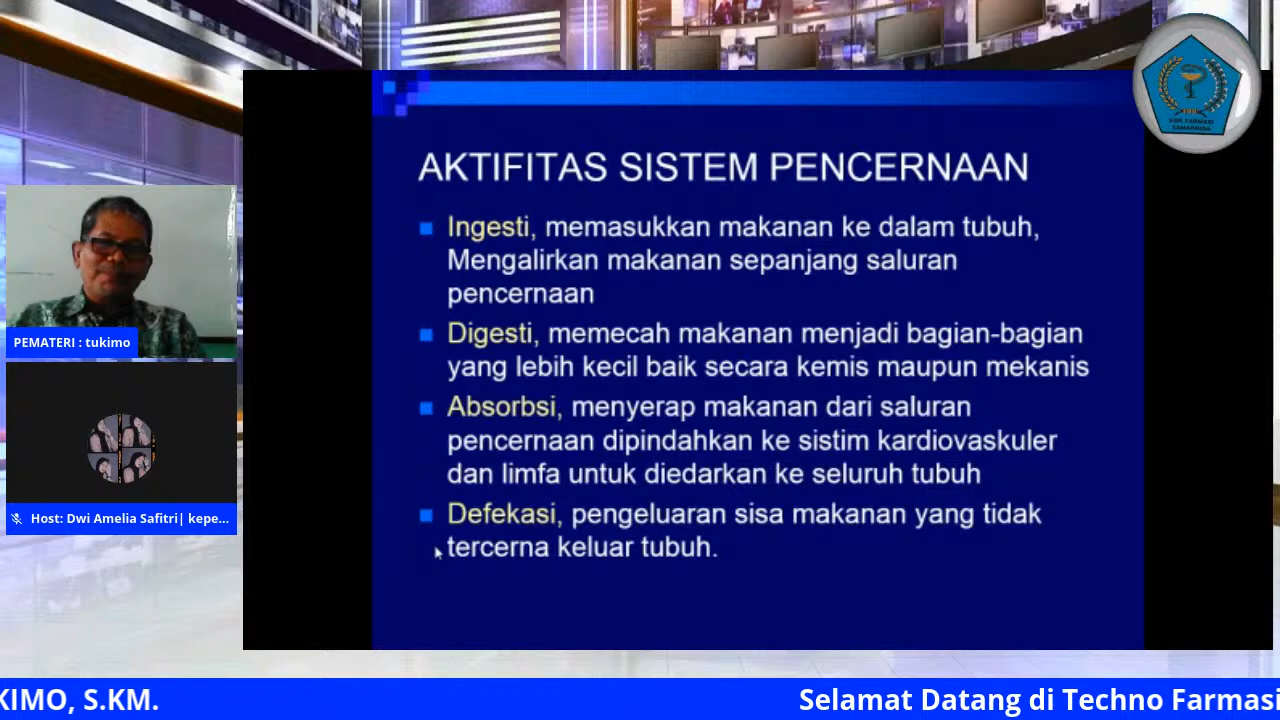 SMK FARMASI
SAMARINDA
AKTIFITAS SISTEM PENCERNAAN
Ingesti, memasukkan makanan ke dalam tubuh,
Mengalirkan makanan sepanjang saluran
pencernaan
Digesti, memecah makanan menjadi bagian-bagian
yang lebih kecil baik secara kemis maupun mekanis
Absorbsi, menyerap makanan dari saluran
pencernaan dipindahkan ke sistim kardiovaskuler
dan limfa untuk diedarkan ke seluruh tubuh
Defekasi, pengeluaran sisa makanan yang tidak
tercerna keluar tubuh.
PEMATERI : tukimo
Host: Dwi Amelia Safitri| kepe...
KIMO, S.KM.
Selamat Datang di Techno Farmasi